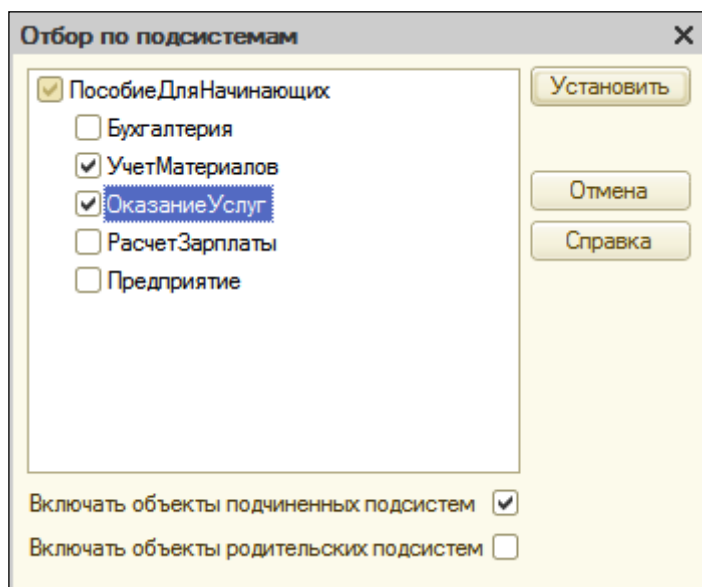 Отбор по подсистемам
ПособиеДляНачинающих
Бухгалтерия
УчетМатериалов
ОказаниеУслуг
РасчетЗарплаты
Предприятие
Установить
Отмена
Справка
Включать объекты подчиненных подсистем
Включать объекты родительских подсистем